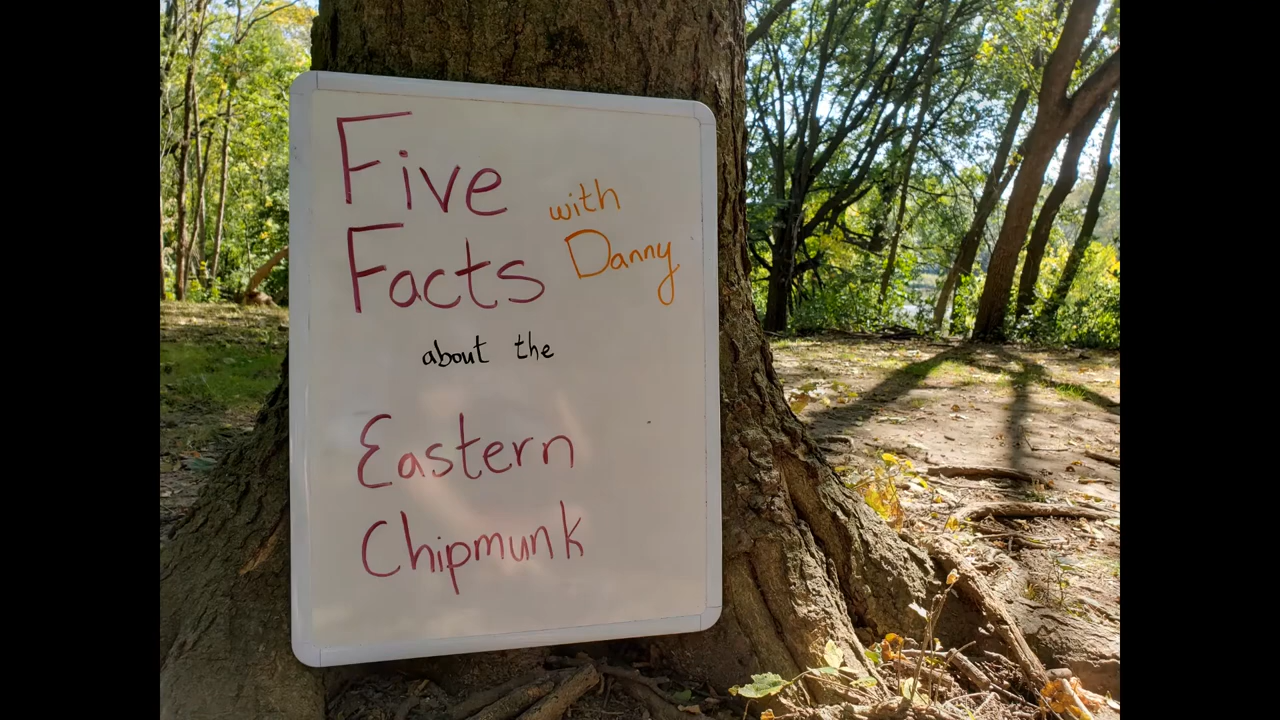 Five
Facts
with
Danny
about the
Eastern
Chipmunk